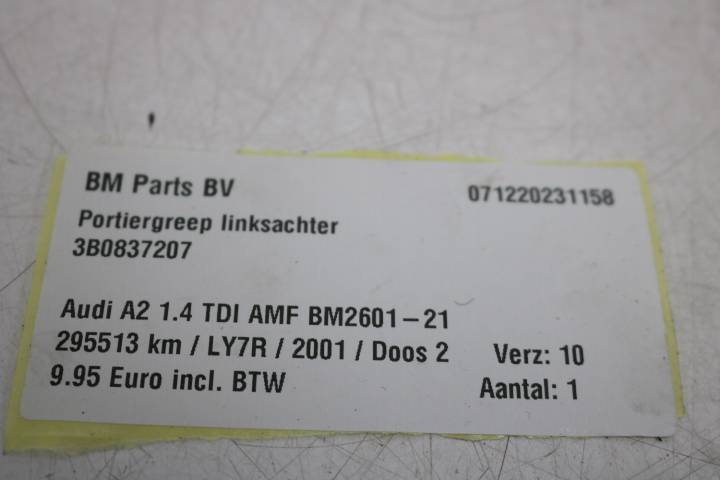 BM Parts BV 071220231158
Portiergreep linksachter
3B0837207
Audi A2 1.4 TDI AMF BM2601-21
295513 km / LY7R / 2001 / Doos 2 Verz: 10
9.95 Euro incl. BTW Aantal: 1